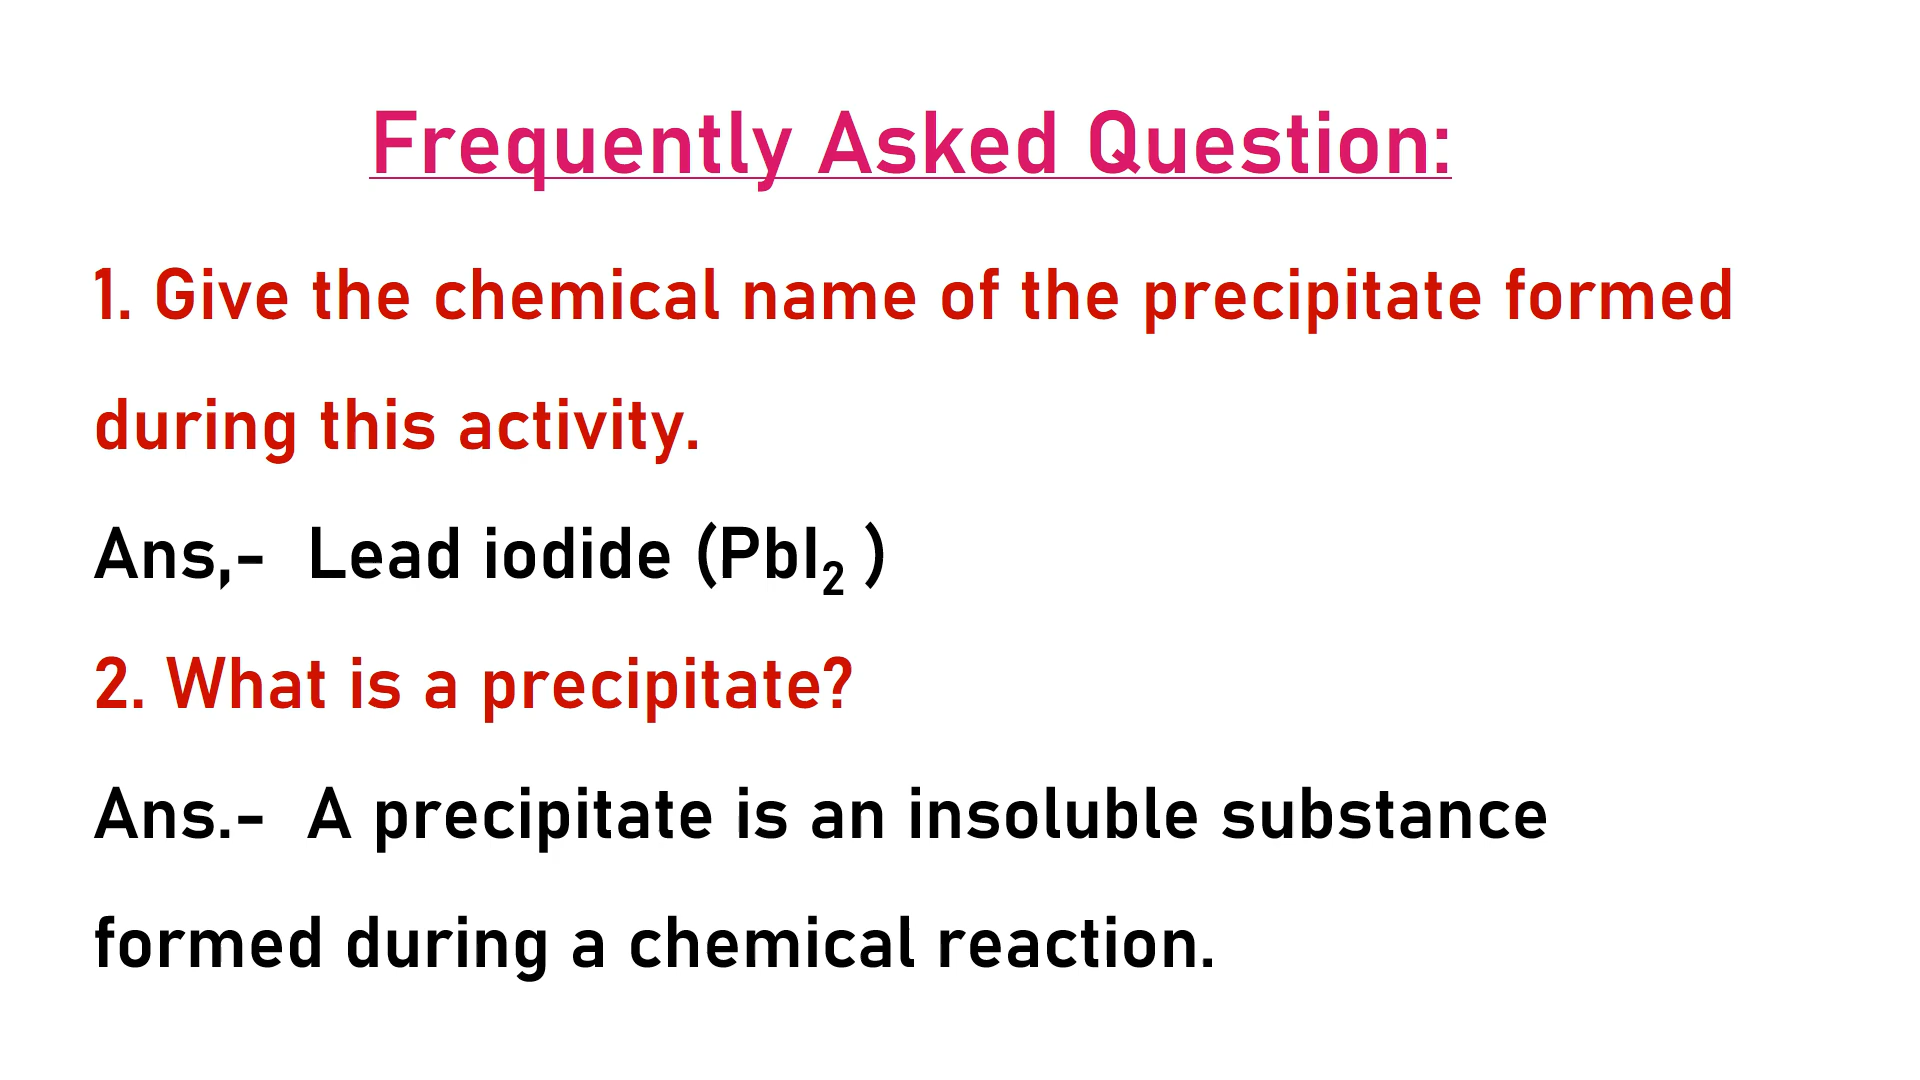 Frequently Asked Question:
1. Give the chemical name of the precipitate formed
during this activity.
Ans,- Lead iodide (PbI₂ )
2. What is a precipitate?
Ans.- A precipitate is an insoluble substance
formed during a chemical reaction.